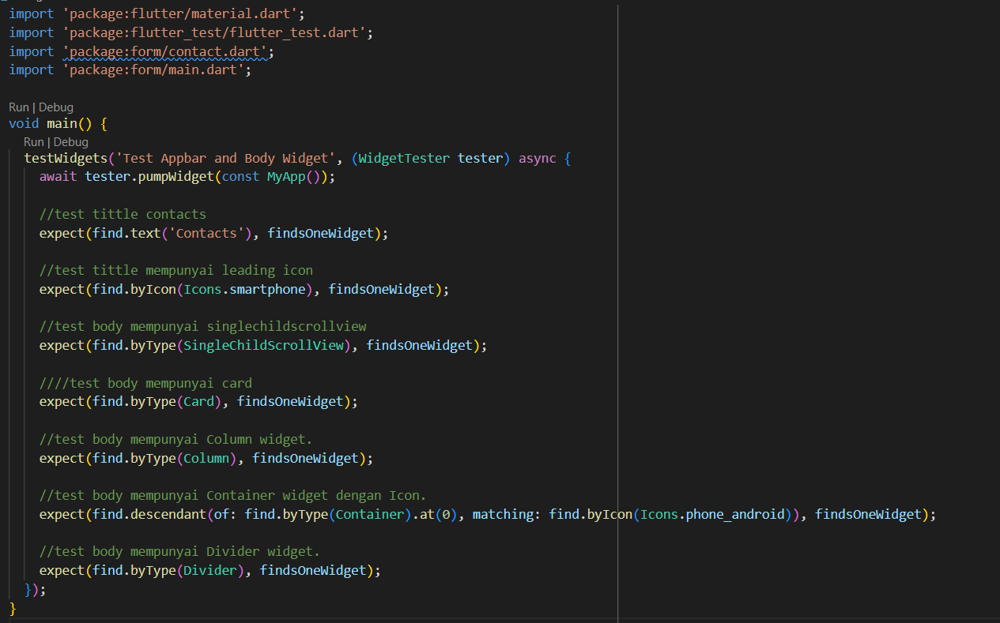 import 'package:flutter/material.dart';
import 'package:flutter_test/flutter_test.dart';
import 'package:form/contact.dart';
import 'package:form/main.dart';
Run | Debug
void main() {
Run | Debug
testWidgets('Test Appbar and Body Widget', (WidgetTester tester) async {
await tester.pumpWidget(const MyApp());
//test tittle contacts
expect(find.text('Contacts'), findsOneWidget);
//test tittle mempunyai leading icon
expect(find.byIcon(Icons.smartphone), findsOneWidget);
//test body mempunyai singlechildscrollview
expect(find.byType(SingleChildScrollView), findsOneWidget);
////test body mempunyai card
expect(find.byType(Card), findsOneWidget);
//test body mempunyai Column widget.
expect(find.byType(Column), findsOneWidget);
//test body mempunyai Container widget dengan Icon.
expect(find.descendant(of: find.byType(Container).at(0), matching: find.byIcon(Icons.phone_android)), findsOneWidget);
//test body mempunyai Divider widget.
expect(find.byType(Divider), findsOneWidget);
});
}